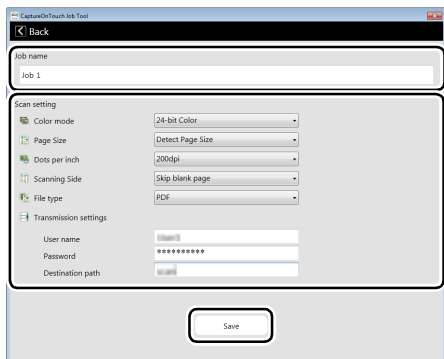 CaptureOnTouch Job Tool
Back
Job name
Job 1
Scan setting
Color mode 24-bit Color
Page Size Detect Page Size
Dots per inch 200dpi
Scanning Side Skip blank page
File type PDF
Transmission settings
User name
Password **********
Destination path
Save